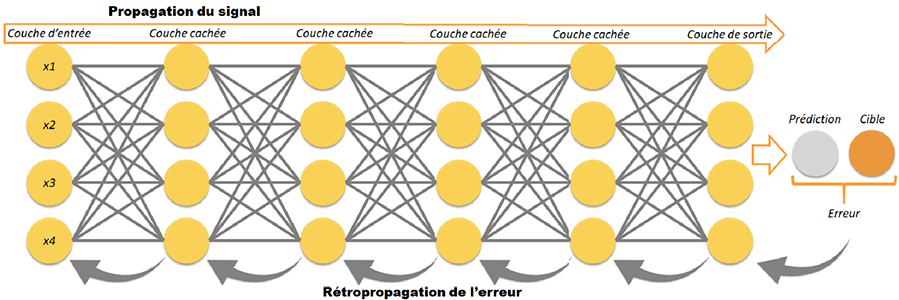 Propagation du signal
Couche d'entrée Couche cachée Couche cachée Couche cachée Couche cachée Couche de sortie
x1
x2
x3
x4
Prédiction Cible
Erreur
Rétropropagation de l'erreur